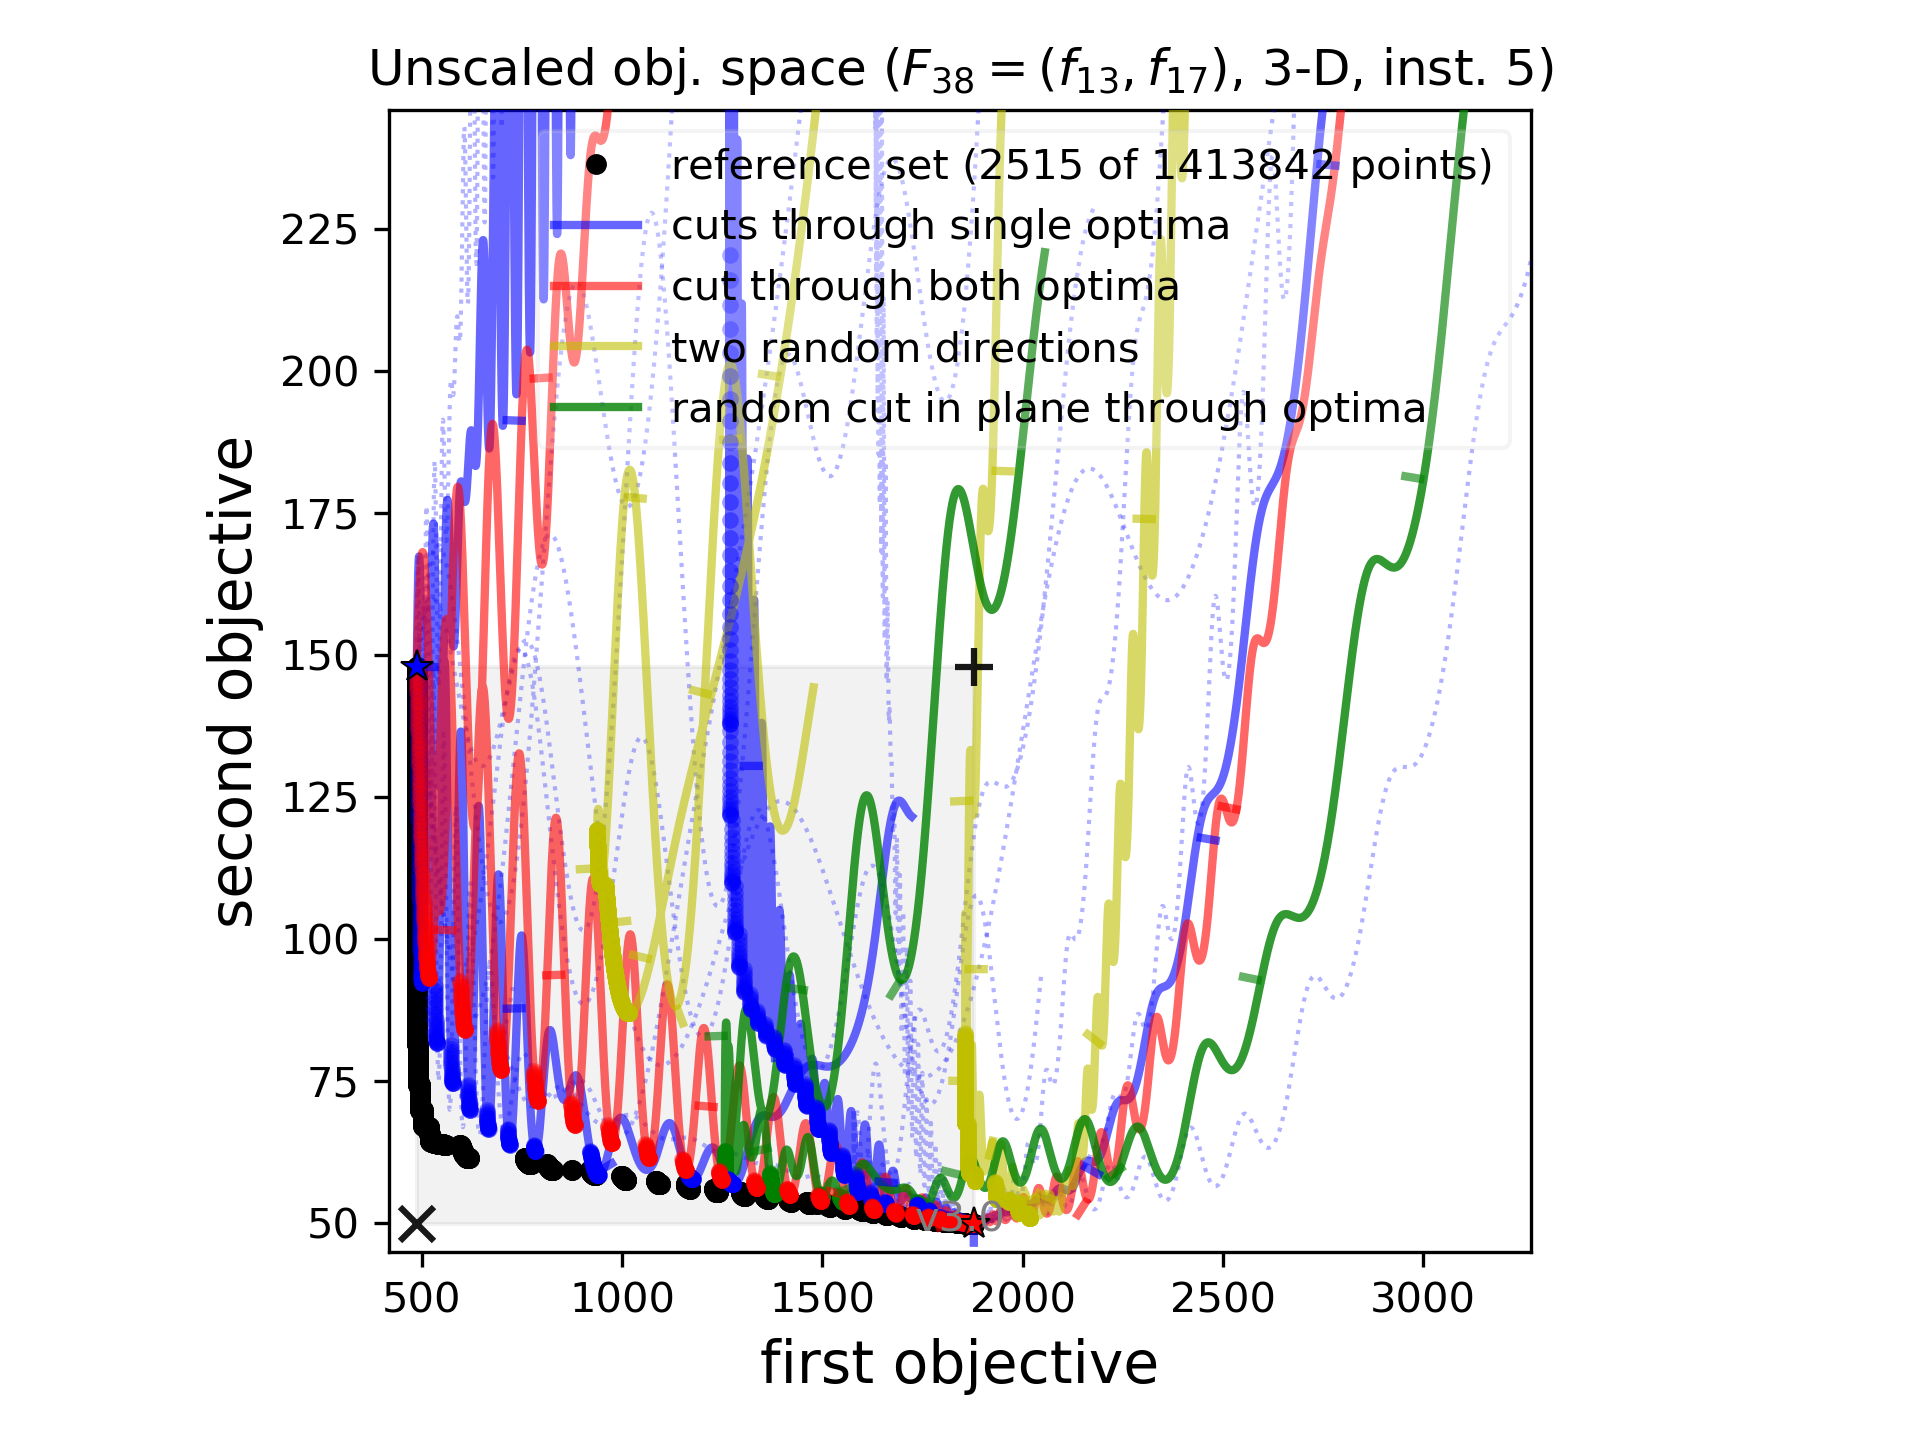 Unscaled obj. space (F₃₈ = (f₁₃, f₁₇), 3-D, inst. 5)
reference set (2515 of 1413842 points)
cuts through single optima
cut through both optima
two random directions
random cut in plane through optima
second objective
225
200
175
150
125
100
75
50
V3.0
500 1000 1500 2000 2500 3000
first objective